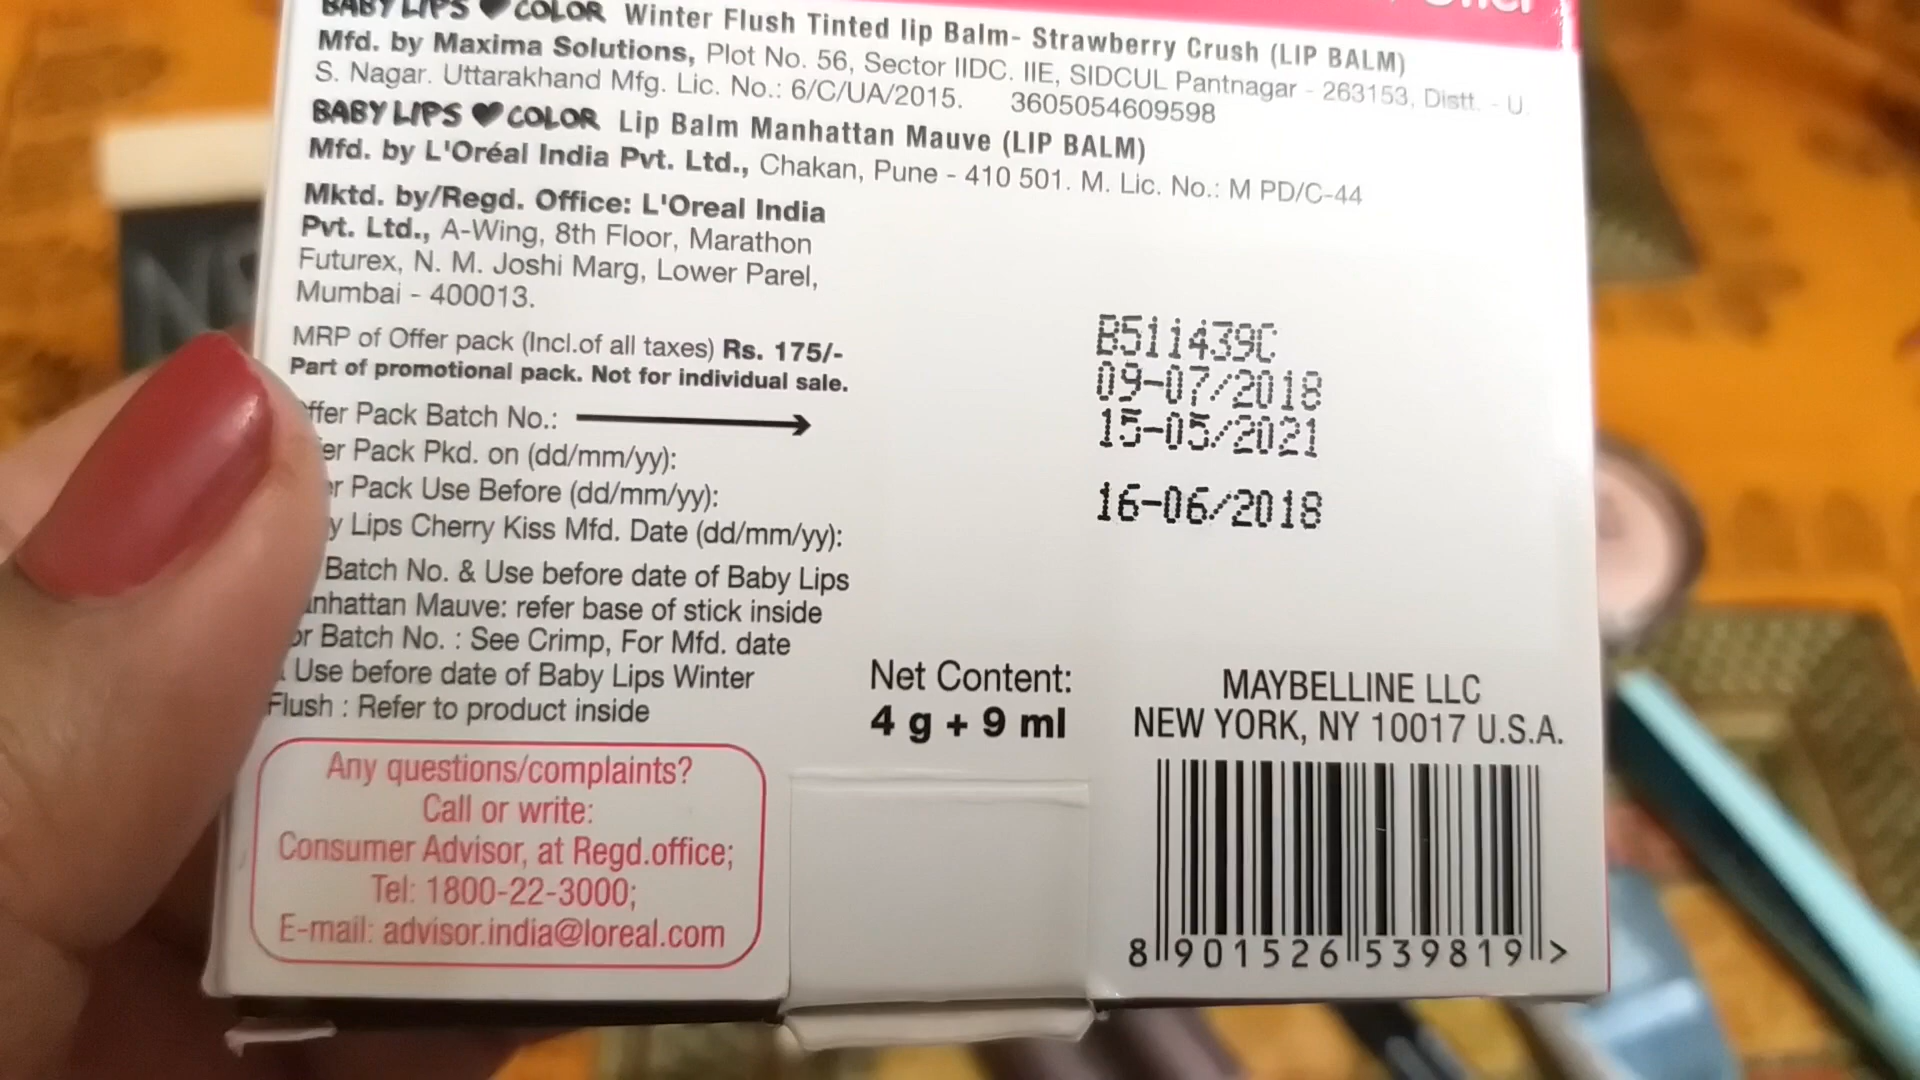 BABY LIPS COLOR Winter Flush Tinted lip Balm- Strawberry Crush (LIP BALM)
Mfd. by Maxima Solutions, Plot No. 56, Sector IIDC. IIE, SIDCUL Pantnagar - 263153, Distt. - U.
S. Nagar. Uttarakhand Mfg. Lic. No.: 6/C/UA/2015. 3605054609598
BABY LIPS COLOR Lip Balm Manhattan Mauve (LIP BALM)
Mfd. by L'Oréal India Pvt. Ltd., Chakan, Pune - 410 501. M. Lic. No.: M PD/C-44
Mktd. by/Regd. Office: L'Oreal India
Pvt. Ltd., A-Wing, 8th Floor, Marathon
Futurex, N. M. Joshi Marg, Lower Parel,
Mumbai - 400013.
MRP of Offer pack (Incl.of all taxes) Rs. 175/-
Part of promotional pack. Not for individual sale.
ffer Pack Batch No.:
er Pack Pkd. on (dd/mm/yy):
er Pack Use Before (dd/mm/yy):
y Lips Cherry Kiss Mfd. Date (dd/mm/yy):
Batch No. & Use before date of Baby Lips
nhattan Mauve: refer base of stick inside
or Batch No. : See Crimp, For Mfd. date
Use before date of Baby Lips Winter
Flush : Refer to product inside
B511439C
09-07/2018
15-05/2021
16-06/2018
Net Content:
4 g + 9 ml
MAYBELLINE LLC
NEW YORK, NY 10017 U.S.A.
8 901526 539819 >
Any questions/complaints?
Call or write:
Consumer Advisor, at Regd.office;
Tel: 1800-22-3000;
E-mail: advisor.india@loreal.com